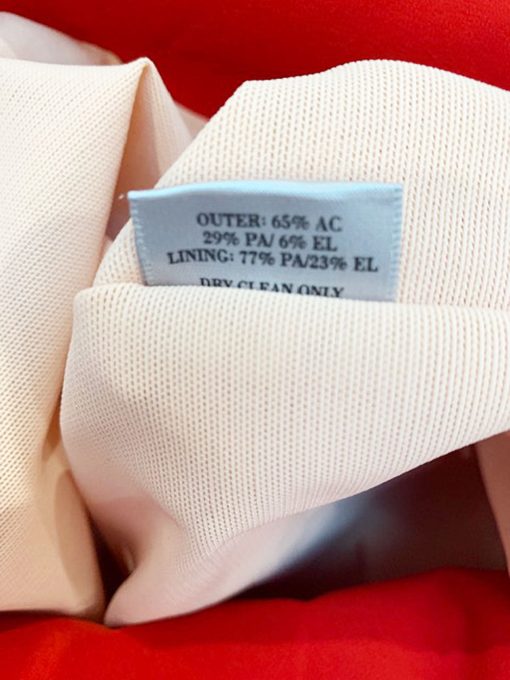 OUTER: 65% AC
29% PA/ 6% EL
LINING: 77% PA/23% EL
DRY CLEAN ONLY